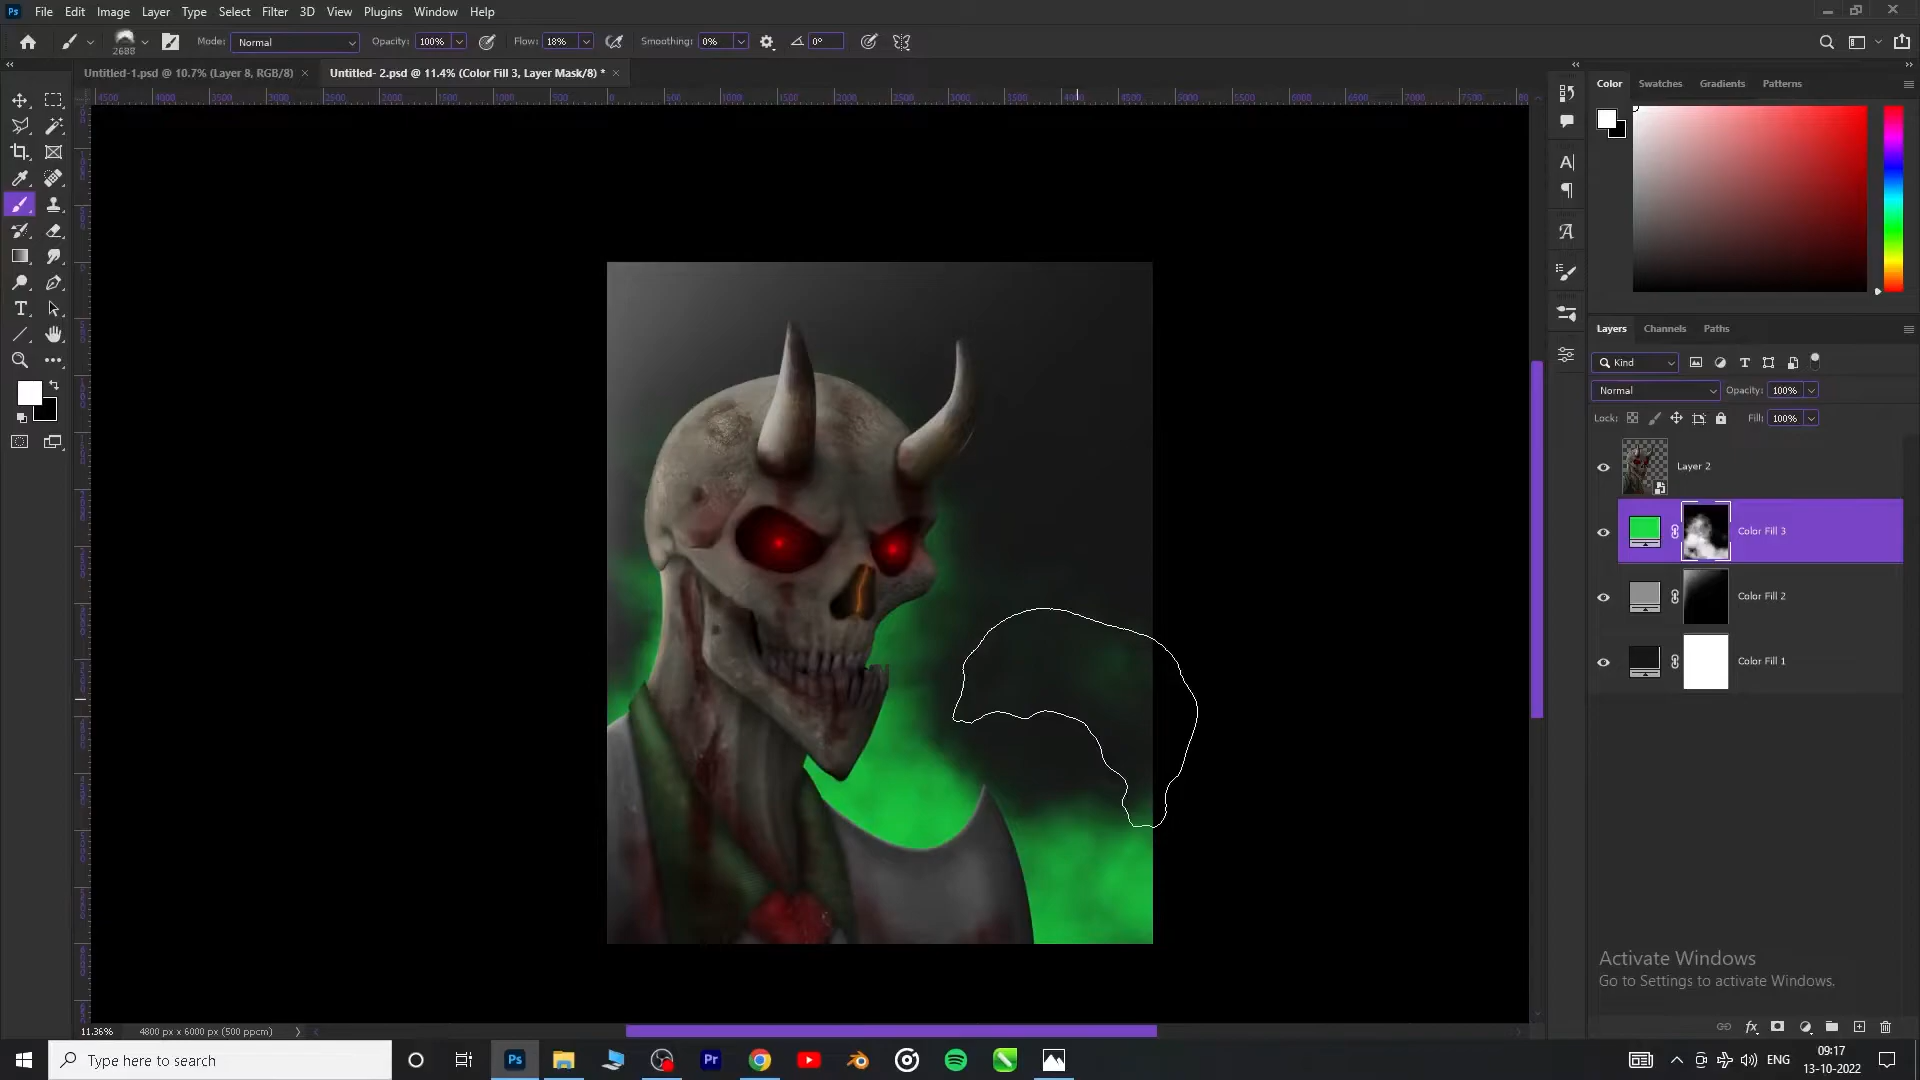 Ps File Edit Image Layer Type Select Filter 3D View Plugins Window Help
2688 Mode: Normal Opacity: 100% Flow: 18% Smoothing: 0% 0°
Untitled-1.psd @ 10.7% (Layer 8, RGB/8) × Untitled- 2.psd @ 11.4% (Color Fill 3, Layer Mask/8) * ×
Color Swatches Gradients Patterns
Layers Channels Paths
Kind
Normal Opacity: 100%
Lock: Fill: 100%
Layer 2
Color Fill 3
Color Fill 2
Color Fill 1
Activate Windows
Go to Settings to activate Windows.
11.36% 4800 px x 6000 px (500 ppcm)
Type here to search
Ps Pr
ENG
09:17
13-10-2022